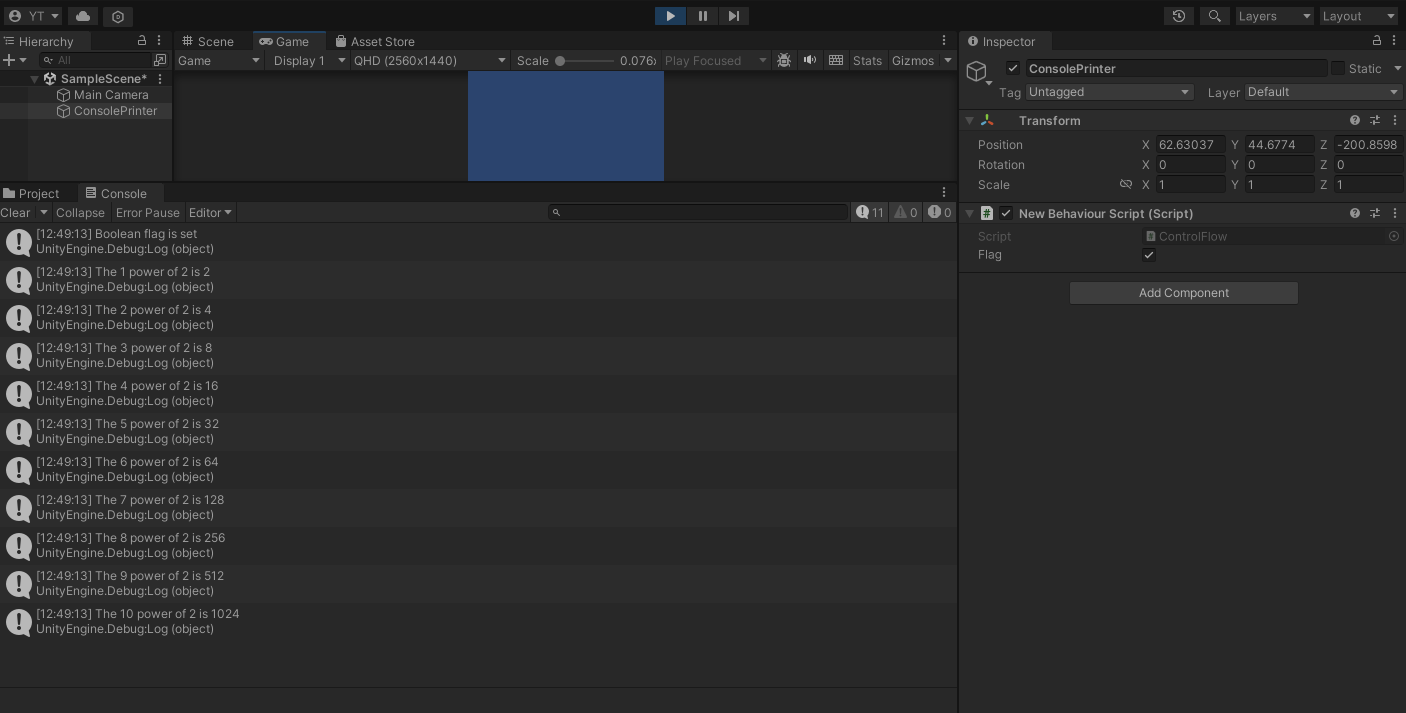 YT
Layers
Layout
Hierarchy
Scene
Game
Asset Store
Inspector
All
Game
Display 1
QHD (2560x1440)
Scale
0.076x
Play Focused
Stats
Gizmos
SampleScene*
Main Camera
ConsolePrinter
ConsolePrinter
Static
Tag
Untagged
Layer
Default
Transform
Position
X
62.63037
Y
44.6774
Z
-200.8598
Rotation
X
0
Y
0
Z
0
Scale
X
1
Y
1
Z
1
New Behaviour Script (Script)
Script
ControlFlow
Flag
Add Component
Project
Console
Clear
Collapse
Error Pause
Editor
11
0
0
[12:49:13] Boolean flag is set
UnityEngine.Debug:Log (object)
[12:49:13] The 1 power of 2 is 2
UnityEngine.Debug:Log (object)
[12:49:13] The 2 power of 2 is 4
UnityEngine.Debug:Log (object)
[12:49:13] The 3 power of 2 is 8
UnityEngine.Debug:Log (object)
[12:49:13] The 4 power of 2 is 16
UnityEngine.Debug:Log (object)
[12:49:13] The 5 power of 2 is 32
UnityEngine.Debug:Log (object)
[12:49:13] The 6 power of 2 is 64
UnityEngine.Debug:Log (object)
[12:49:13] The 7 power of 2 is 128
UnityEngine.Debug:Log (object)
[12:49:13] The 8 power of 2 is 256
UnityEngine.Debug:Log (object)
[12:49:13] The 9 power of 2 is 512
UnityEngine.Debug:Log (object)
[12:49:13] The 10 power of 2 is 1024
UnityEngine.Debug:Log (object)